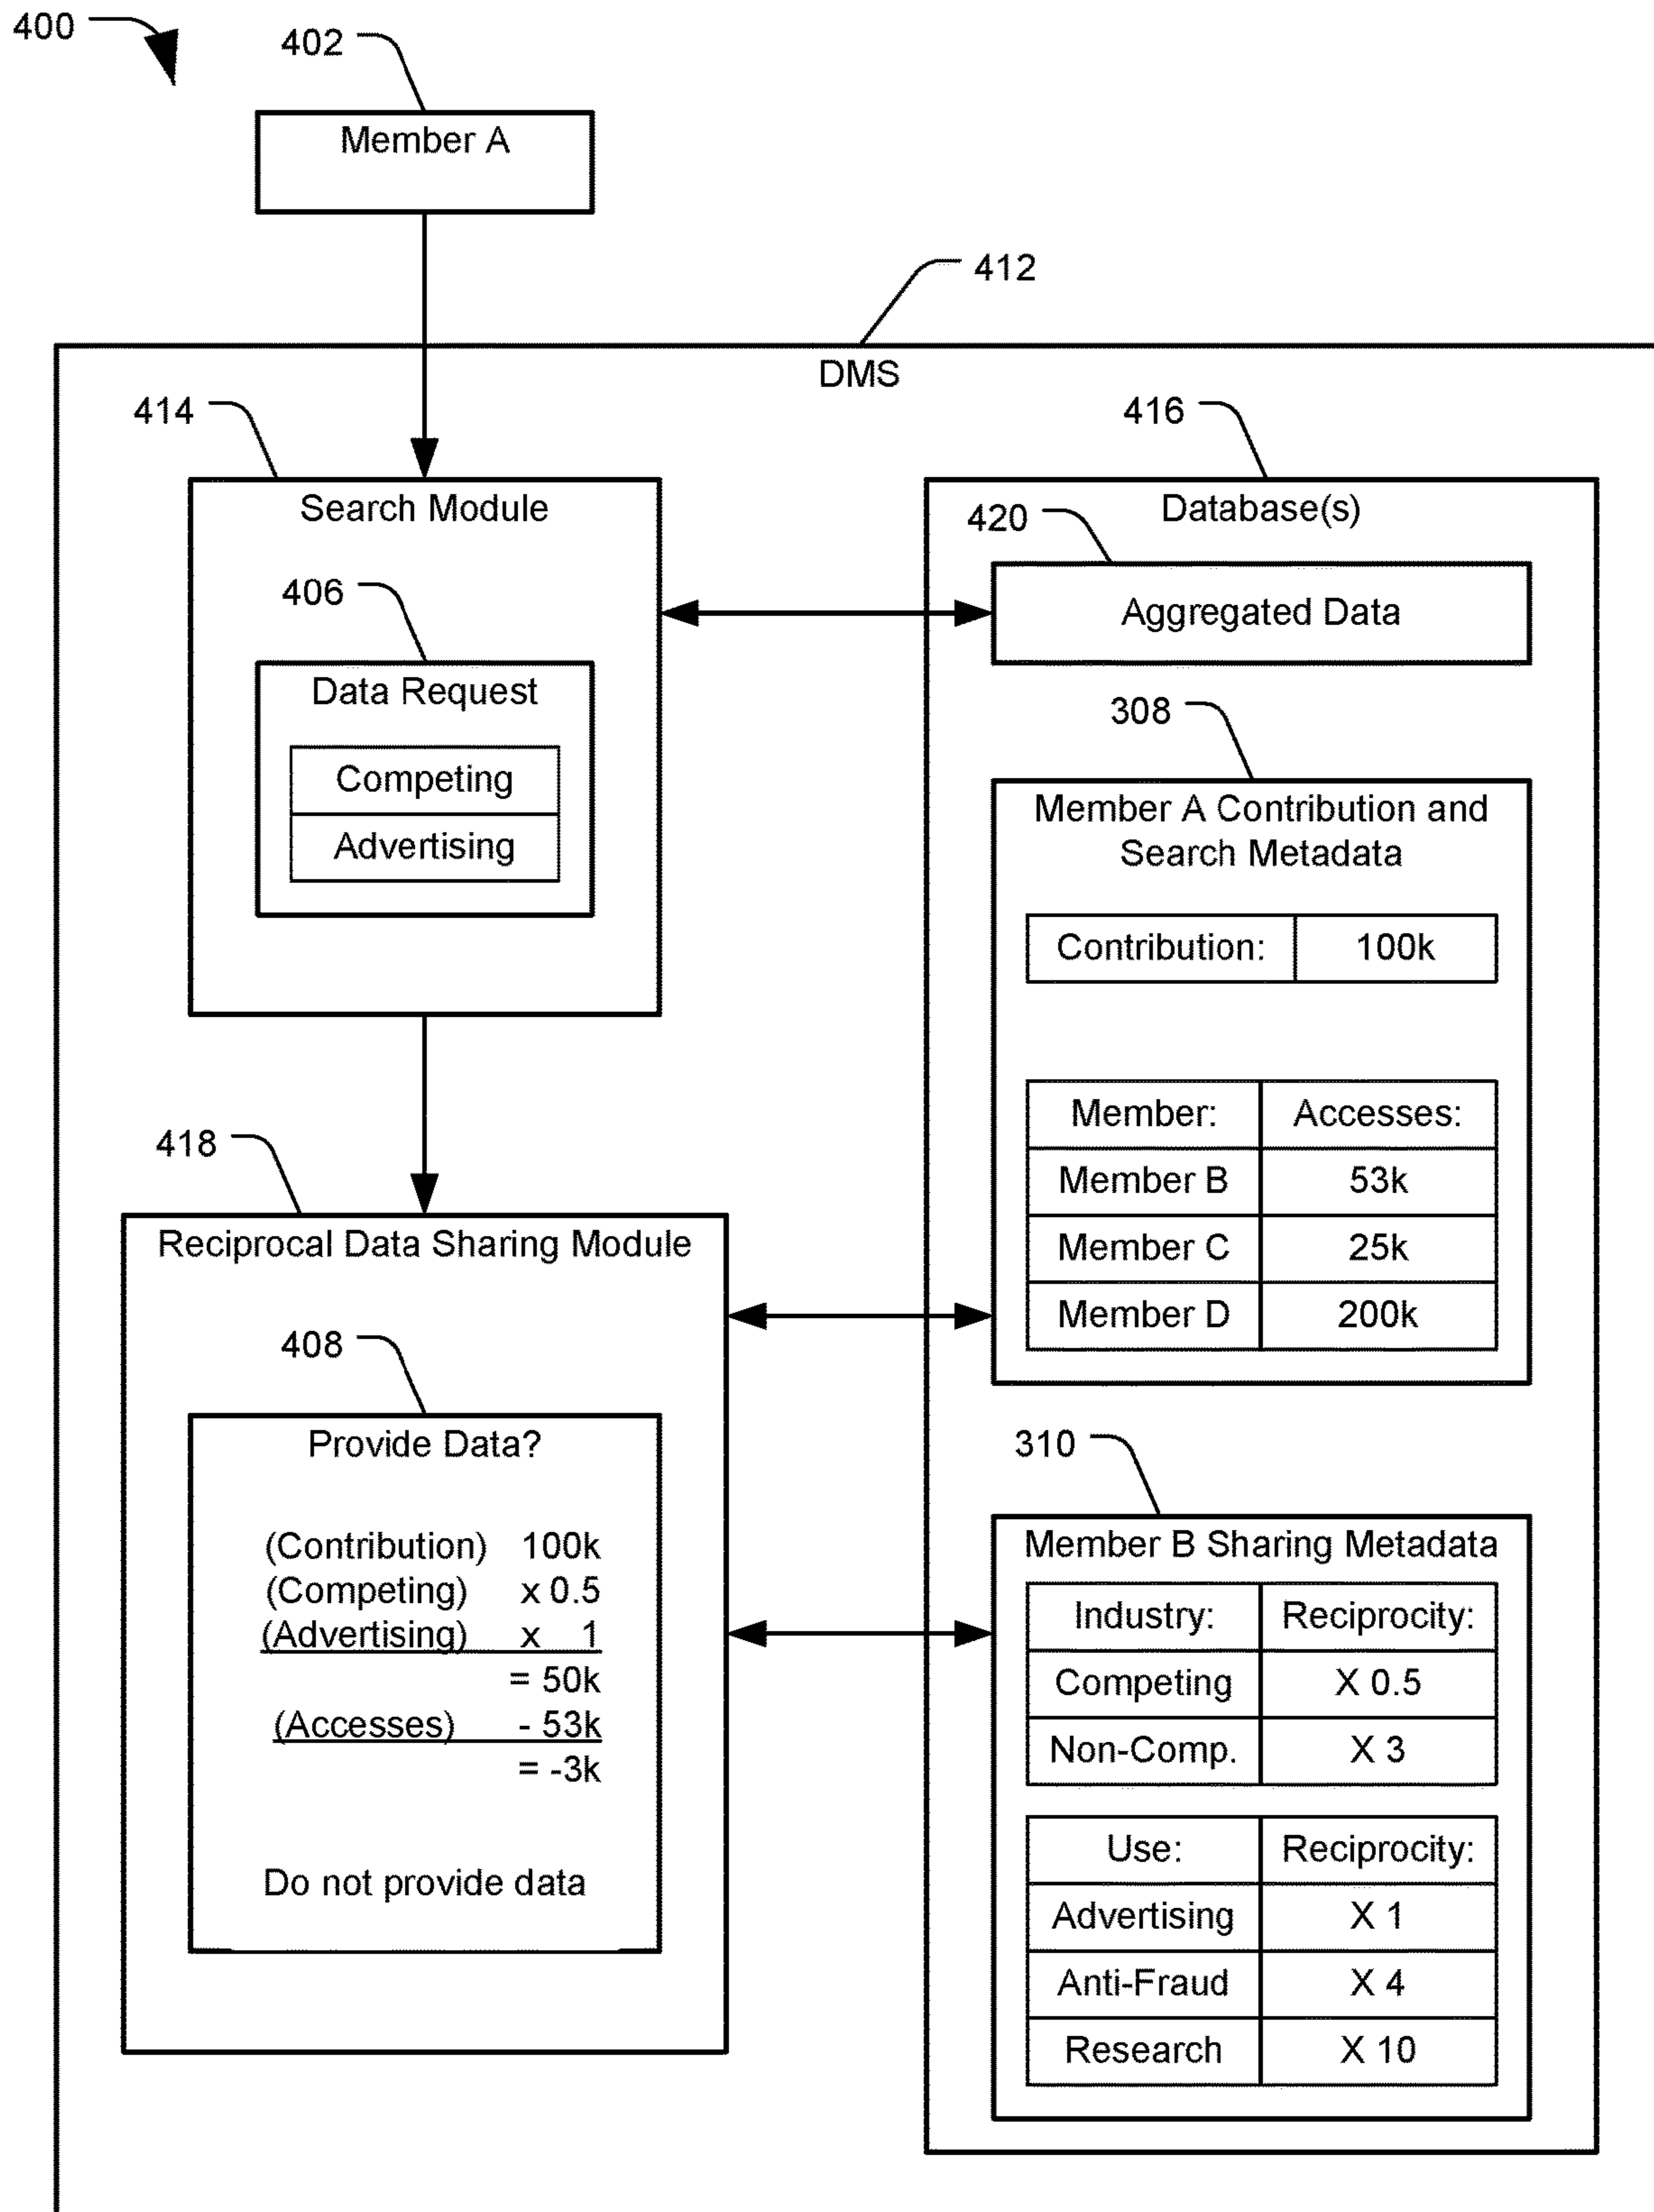 400
402
Member A
412
DMS
414
416
Search Module
Database(s)
420
406
Aggregated Data
Data Request
Competing
Advertising
308
Member A Contribution and
Search Metadata
Contribution: 100k
Member: Accesses:
Member B 53k
Member C 25k
Member D 200k
418
Reciprocal Data Sharing Module
408
Provide Data?
(Contribution) 100k
(Competing) x 0.5
(Advertising) x 1
= 50k
(Accesses) - 53k
= -3k
Do not provide data
310
Member B Sharing Metadata
Industry: Reciprocity:
Competing X 0.5
Non-Comp. X 3
Use: Reciprocity:
Advertising X 1
Anti-Fraud X 4
Research X 10